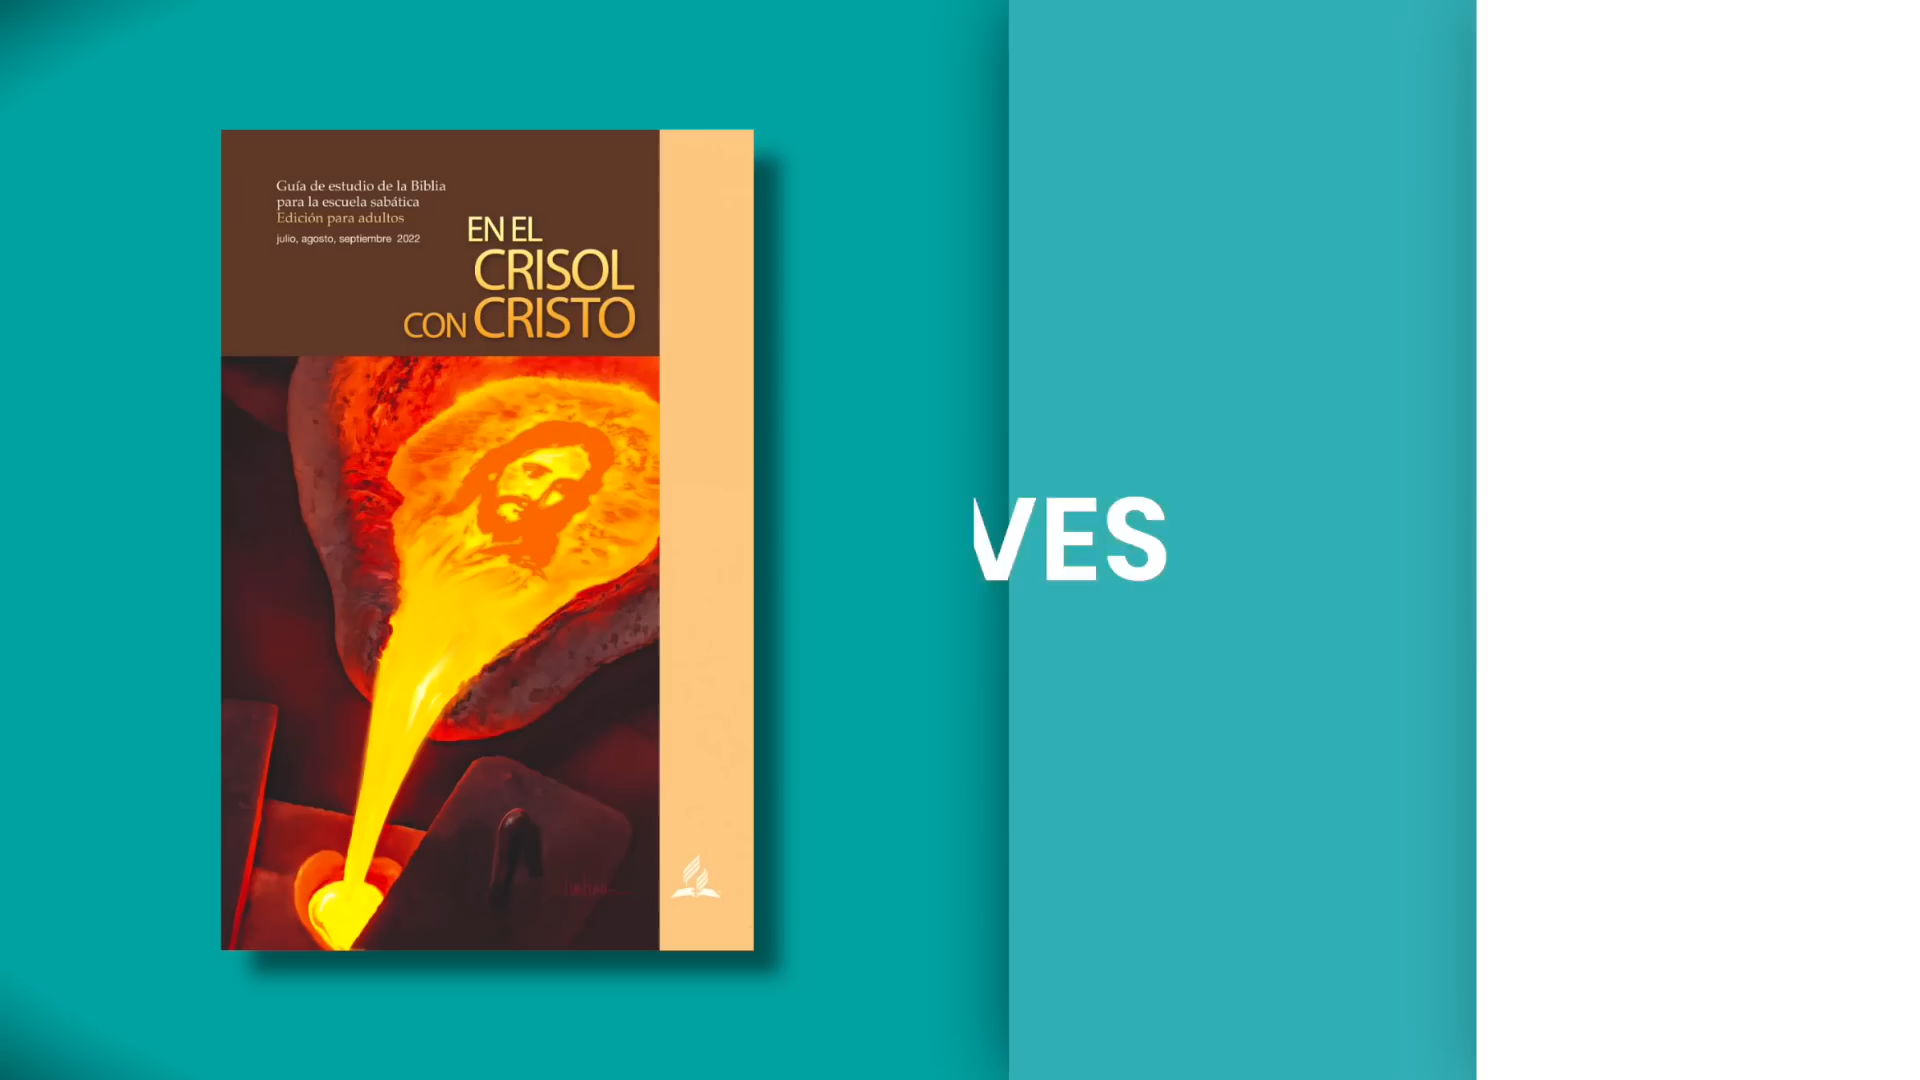 Guía de estudio de la Biblia
para la escuela sabática
Edición para adultos
julio, agosto, septiembre 2022
EN EL
CRISOL
CON CRISTO
VES